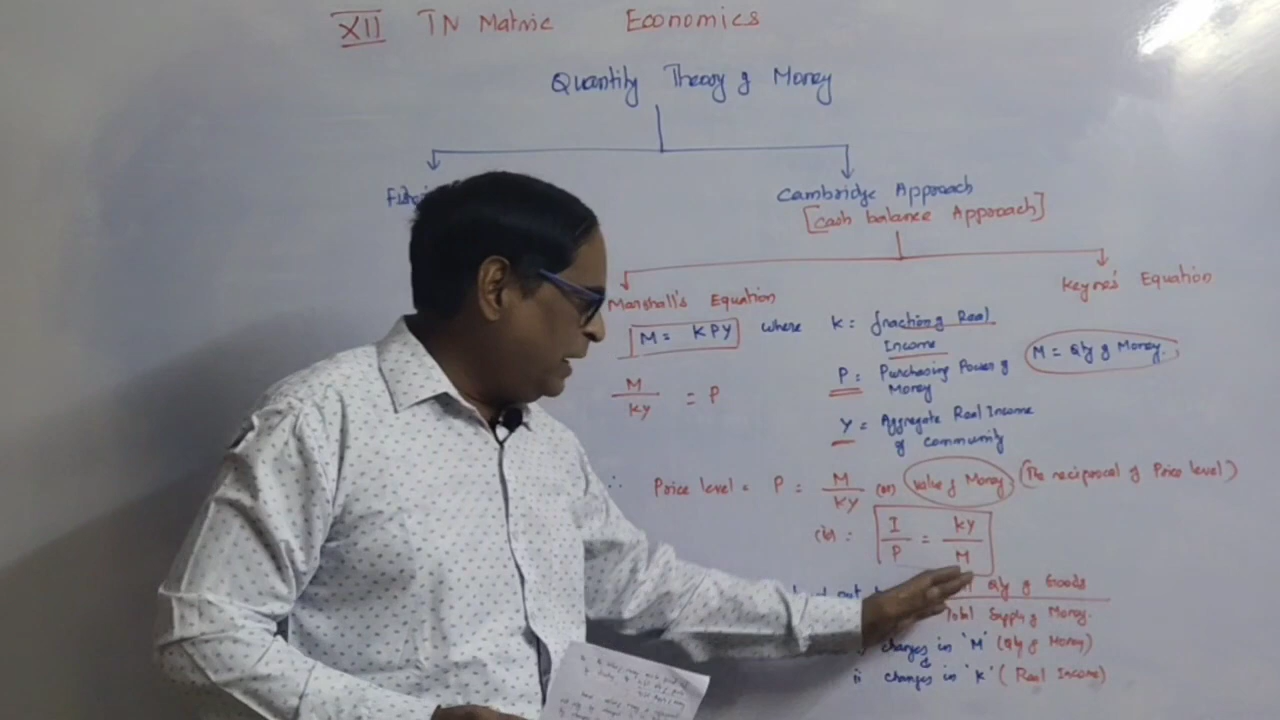 XII TN Matric Economics
Quantity Theory of Money
Cambridge Approach
[Cash balance Approach]
Marshall's Equation
Keyne's Equation
M = KPY where K = fraction of Real
Income
M = Qty of Money.
P = Purchasing Power of
Money
M/KY = P
Y = Aggregate Real Income
of community
∴ Price level = P = M/KY (or) Value of Money (The reciprocal of Price level)
(b) : I/P = KY/M
Qty of Goods
Total Supply of Money.
changes in 'M' (Qty of Money)
&
ii changes in 'K' (Real Income)